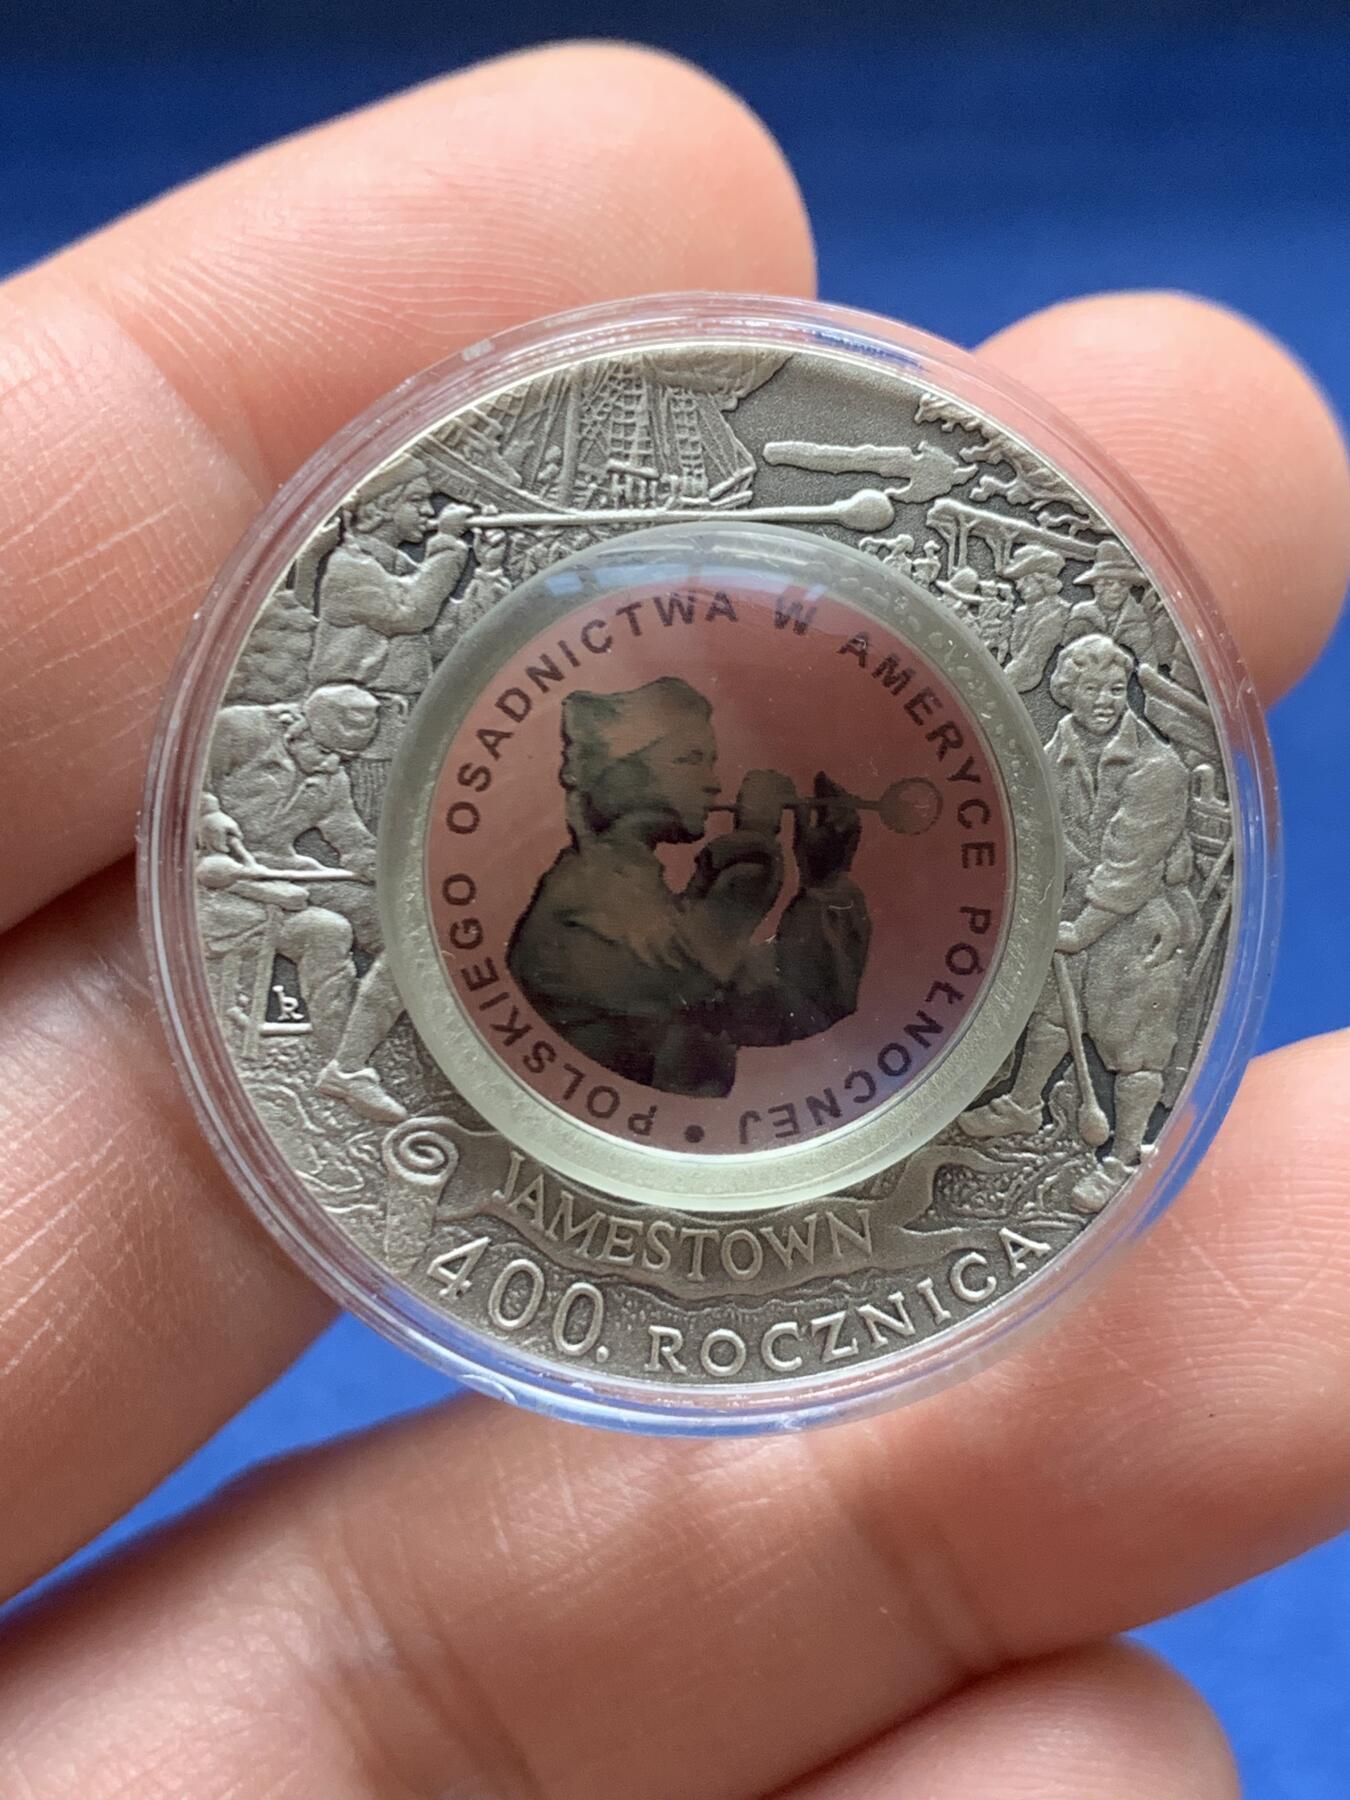 POLSKIEGO OSADNICTWA W AMERYCE PÓŁNOCNEJ •
JAMESTOWN
400. ROCZNICA